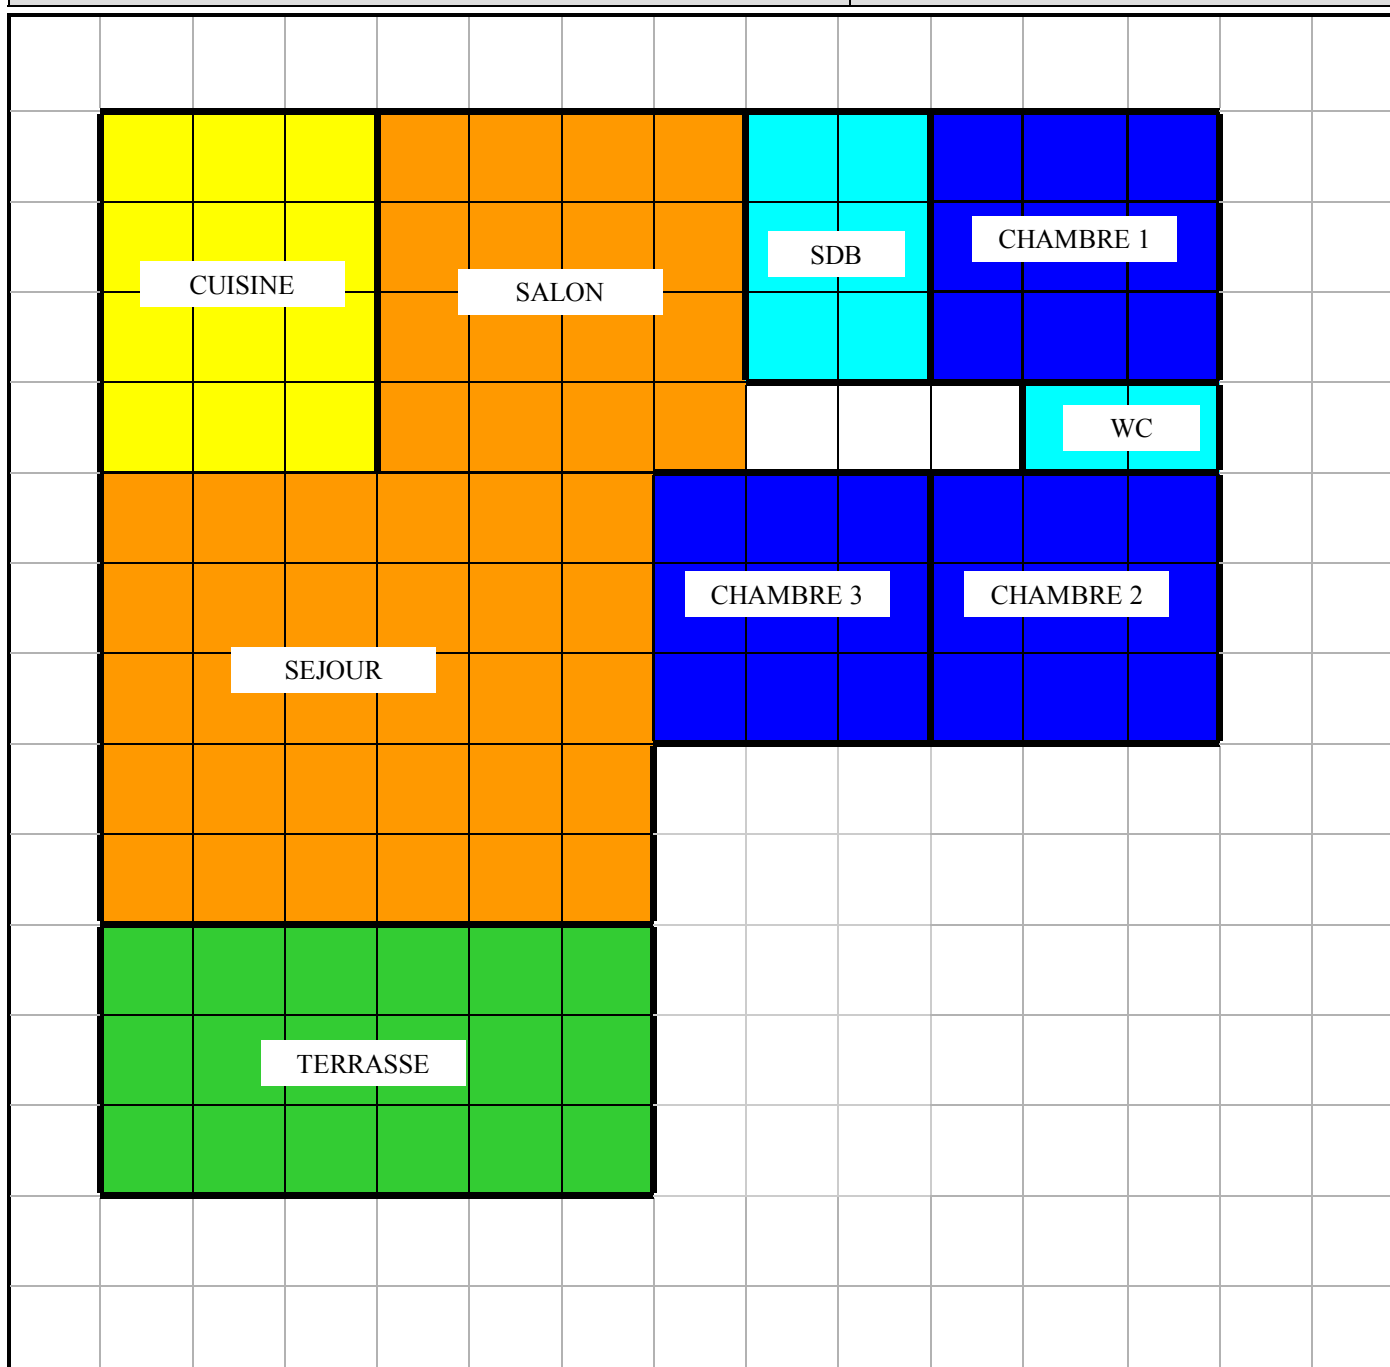 CHAMBRE 1
SDB
CUISINE
SALON
WC
CHAMBRE 3
CHAMBRE 2
SEJOUR
TERRASSE